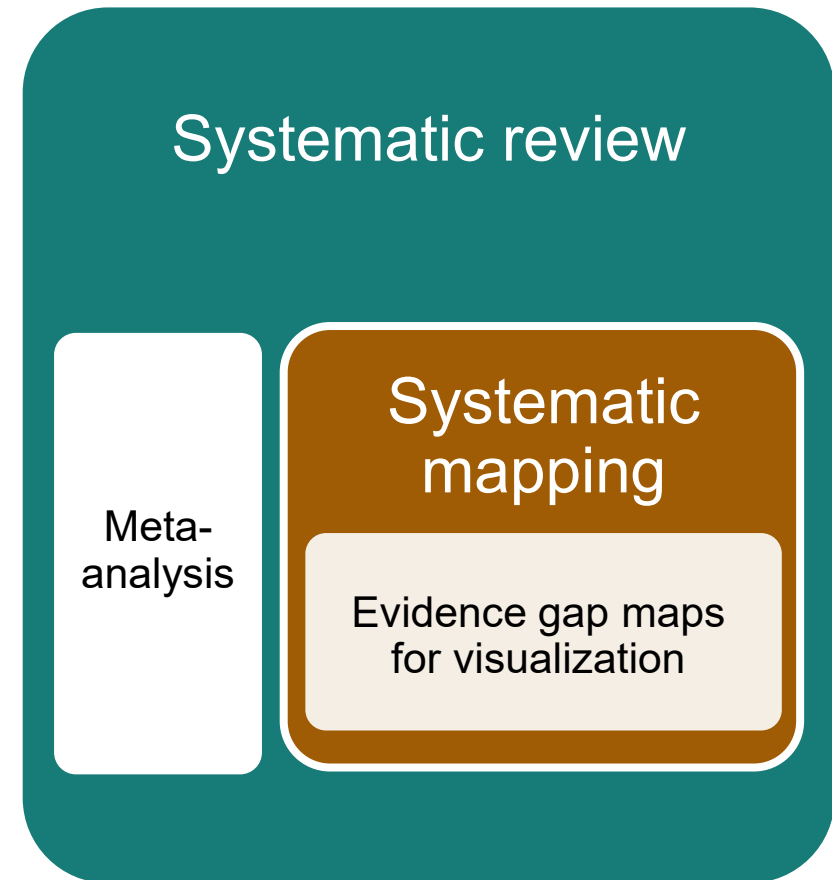 Systematic review
Meta-
analysis
Systematic
mapping
Evidence gap maps
for visualization